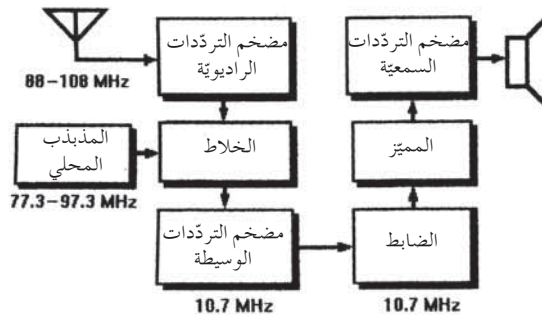 مضخم التردّدات
الراديويّة
مضخم التردّدات
السمعيّة
88–108 MHz
المذبذب
المحلي
الخلاط
المميّز
77.3–97.3 MHz
مضخم التردّدات
الوسيطة
الضابط
10.7 MHz
10.7 MHz